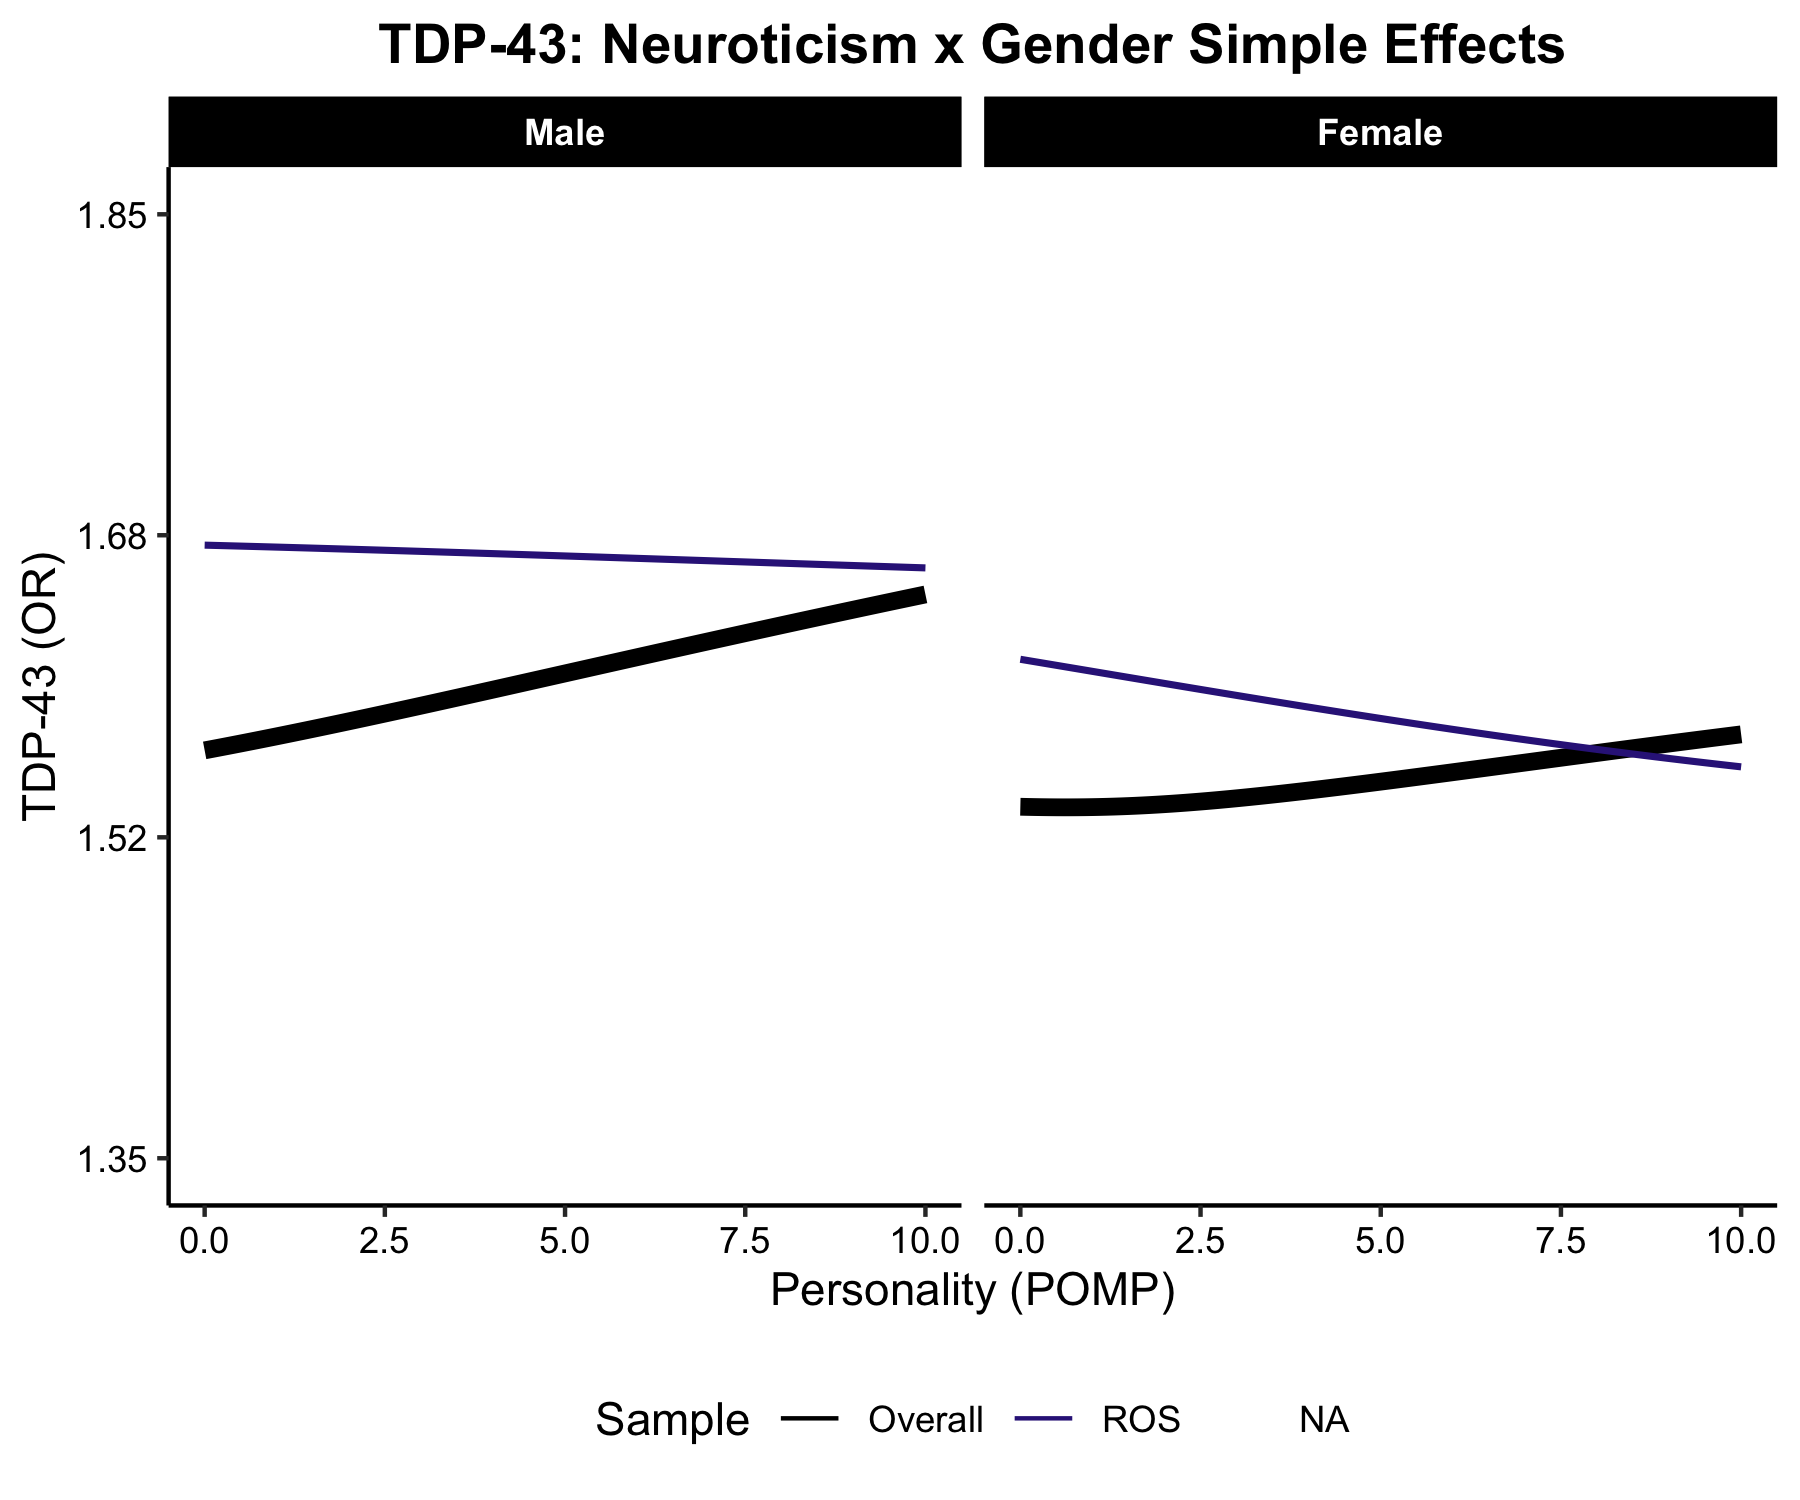 TDP-43: Neuroticism x Gender Simple Effects
Male
Female
1.85
1.68
1.52
1.35
TDP-43 (OR)
0.0 2.5 5.0 7.5 10.0
0.0 2.5 5.0 7.5 10.0
Personality (POMP)
Sample Overall ROS NA